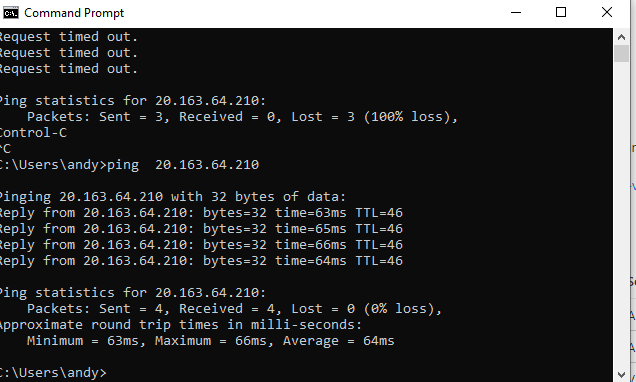 Command Prompt
Request timed out.
Request timed out.
Request timed out.
Ping statistics for 20.163.64.210:
Packets: Sent = 3, Received = 0, Lost = 3 (100% loss),
Control-C
^C
C:\Users\andy>ping  20.163.64.210
Pinging 20.163.64.210 with 32 bytes of data:
Reply from 20.163.64.210: bytes=32 time=63ms TTL=46
Reply from 20.163.64.210: bytes=32 time=65ms TTL=46
Reply from 20.163.64.210: bytes=32 time=66ms TTL=46
Reply from 20.163.64.210: bytes=32 time=64ms TTL=46
Ping statistics for 20.163.64.210:
Packets: Sent = 4, Received = 4, Lost = 0 (0% loss),
Approximate round trip times in milli-seconds:
Minimum = 63ms, Maximum = 66ms, Average = 64ms
C:\Users\andy>